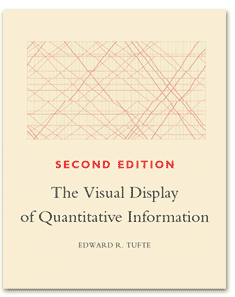 SECOND EDITION
The Visual Display
of Quantitative Information
EDWARD R. TUFTE